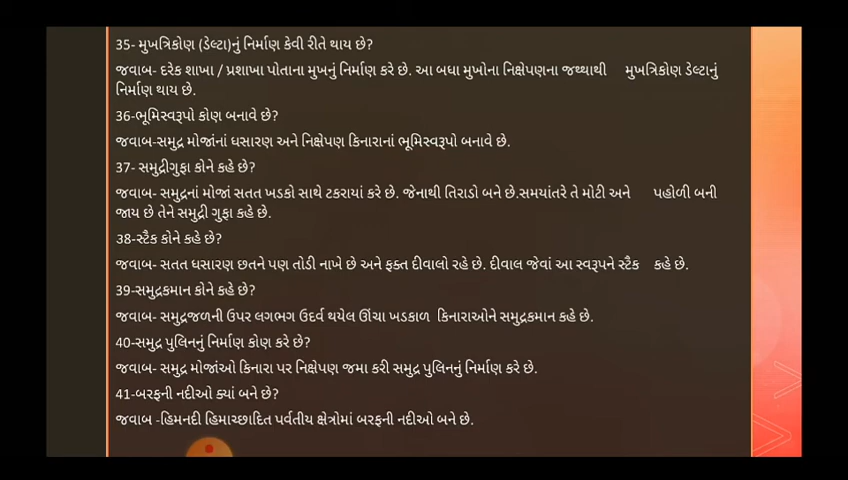 35- મુખત્રિકોણ (ડેલ્ટા)નું નિર્માણ કેવી રીતે થાય છે?
જવાબ- દરેક શાખા / પ્રશાખા પોતાના મુખનું નિર્માણ કરે છે. આ બધા મુખોના નિક્ષેપણના જથ્થાથી મુખત્રિકોણ ડેલ્ટાનું
નિર્માણ થાય છે.
36-ભૂમિસ્વરૂપો કોણ બનાવે છે?
જવાબ-સમુદ્ર મોજાંનાં ધસારણ અને નિક્ષેપણ કિનારાનાં ભૂમિસ્વરૂપો બનાવે છે.
37- સમુદ્રીગુફા કોને કહે છે?
જવાબ- સમુદ્રનાં મોજાં સતત ખડકો સાથે ટકરાયાં કરે છે. જેનાથી તિરાડો બને છે.સમયાંતરે તે મોટી અને પહોળી બની
જાય છે તેને સમુદ્રી ગુફા કહે છે.
38-સ્ટૅક કોને કહે છે?
જવાબ- સતત ધસારણ છતને પણ તોડી નાખે છે અને ફક્ત દીવાલો રહે છે. દીવાલ જેવાં આ સ્વરૂપને સ્ટૅક કહે છે.
39-સમુદ્રકમાન કોને કહે છે?
જવાબ- સમુદ્રજળની ઉપર લગભગ ઉદર્વ થયેલ ઊંચા ખડકાળ કિનારાઓને સમુદ્રકમાન કહે છે.
40-સમુદ્ર પુલિનનું નિર્માણ કોણ કરે છે?
જવાબ- સમુદ્ર મોજાંઓ કિનારા પર નિક્ષેપણ જમા કરી સમુદ્ર પુલિનનું નિર્માણ કરે છે.
41-બરફની નદીઓ ક્યાં બને છે?
જવાબ -હિમનદી હિમાચ્છાદિત પર્વતીય ક્ષેત્રોમાં બરફની નદીઓ બને છે.